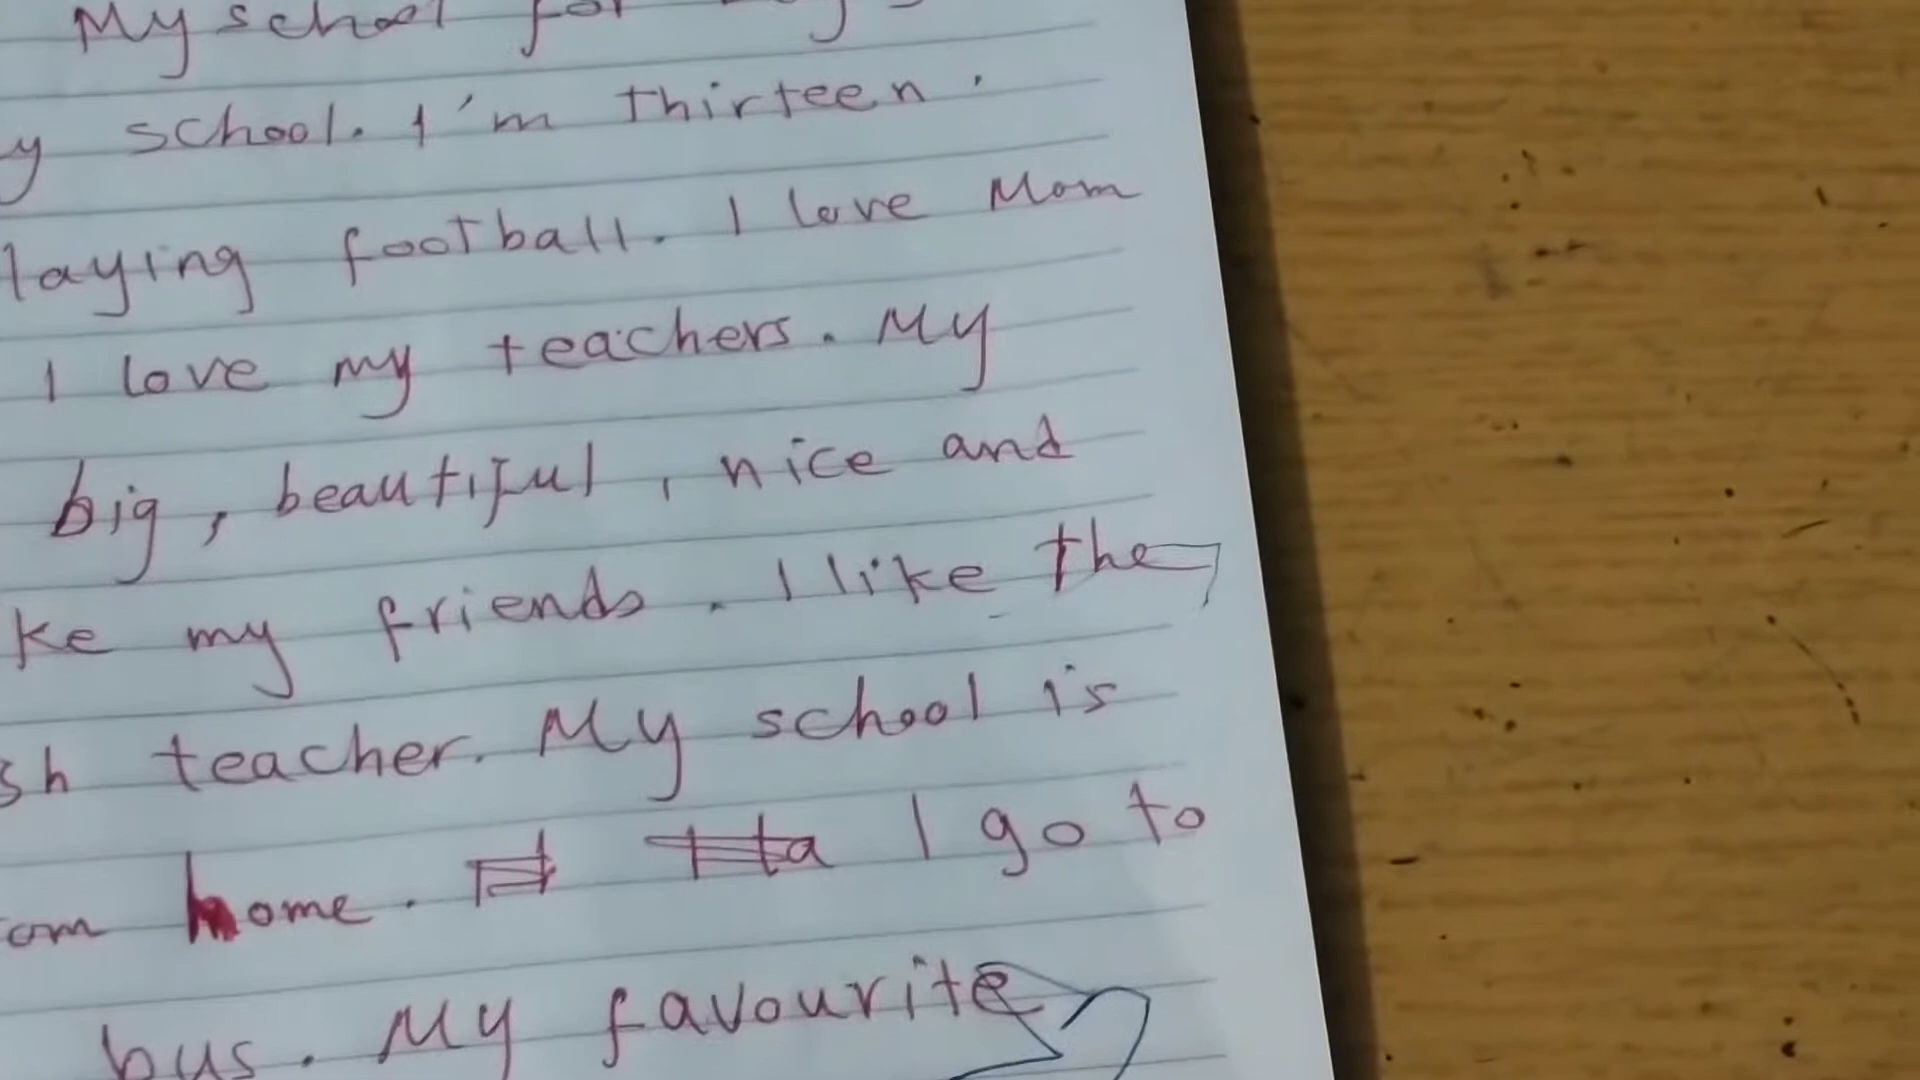 My school for
y school. I'm thirteen.
laying football. I love Mom
I love my teachers. My
big, beautiful, nice and
ke my friends. I like the
sh teacher. My school is
om home. I go to
bus. My favourite